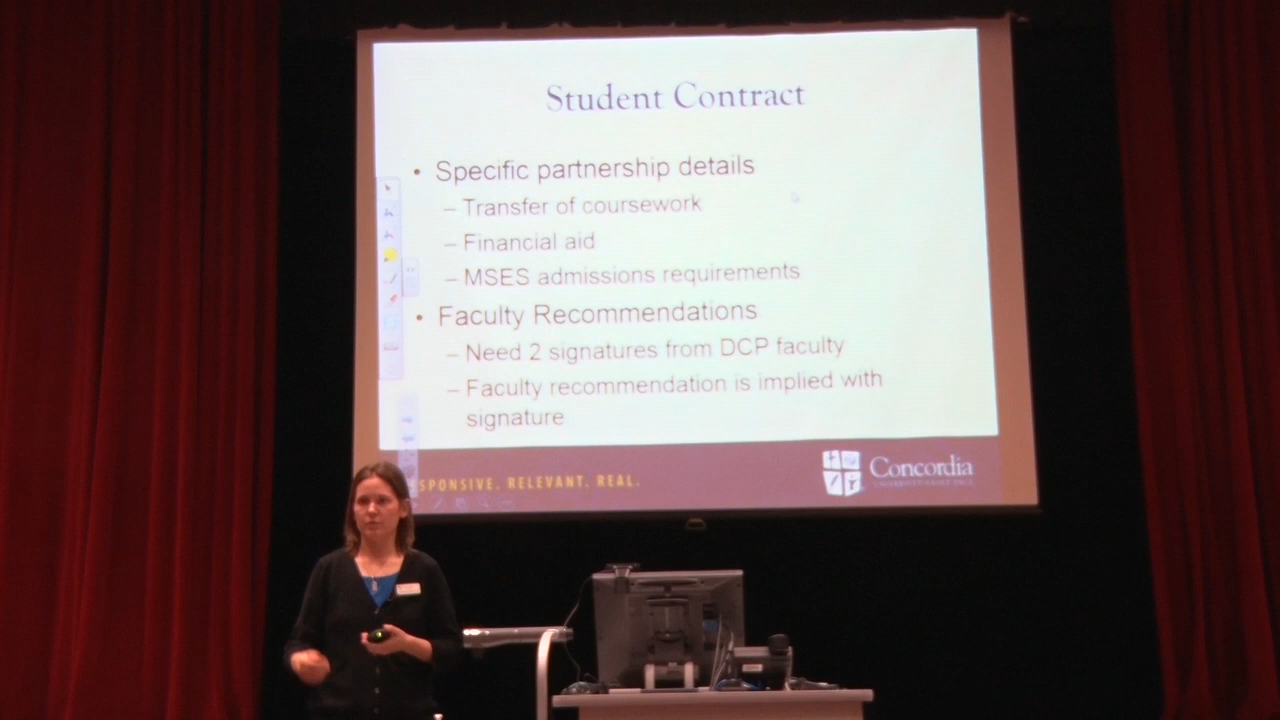 Student Contract
• Specific partnership details
– Transfer of coursework
– Financial aid
– MSES admissions requirements
• Faculty Recommendations
– Need 2 signatures from DCP faculty
– Faculty recommendation is implied with
signature
SPONSIVE. RELEVANT. REAL.
Concordia
UNIVERSITY